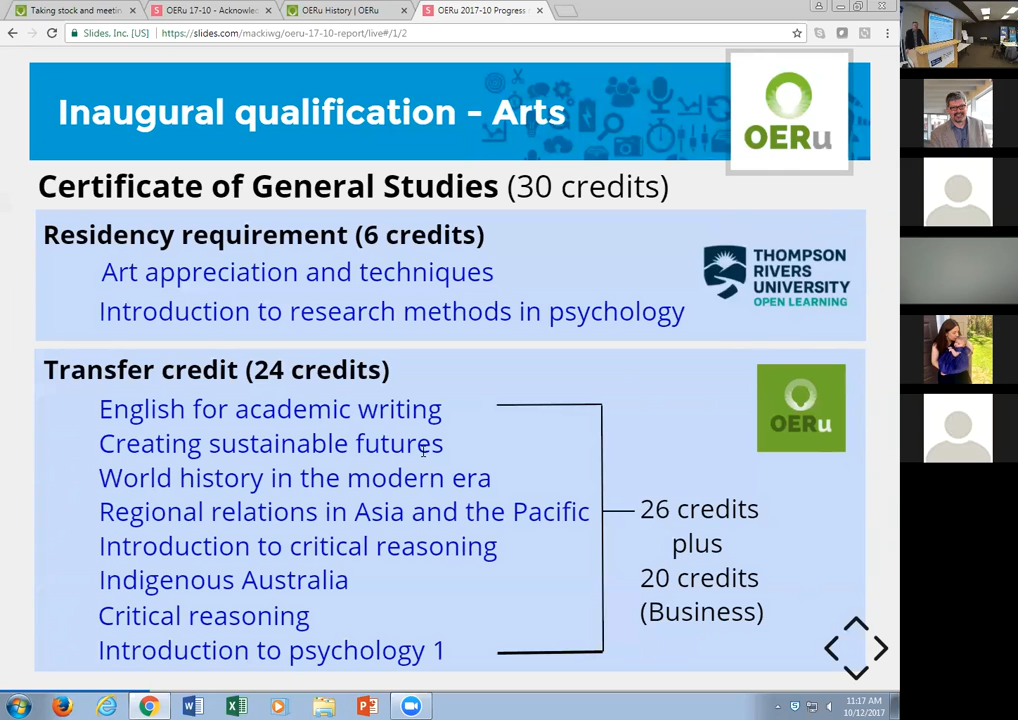 Taking stock and meetin
OERu 17-10 - Acknowled
OERu History | OERu
OERu 2017-10 Progress
Slides, Inc. [US]
https://slides.com/mackiwg/oeru-17-10-report/live#/1/2
Inaugural qualification - Arts
OERu
Certificate of General Studies (30 credits)
Residency requirement (6 credits)
Art appreciation and techniques
Introduction to research methods in psychology
THOMPSON
RIVERS
UNIVERSITY
OPEN LEARNING
Transfer credit (24 credits)
English for academic writing
Creating sustainable futures
World history in the modern era
Regional relations in Asia and the Pacific
Introduction to critical reasoning
Indigenous Australia
Critical reasoning
Introduction to psychology 1
OERu
26 credits
plus
20 credits
(Business)
11:17 AM
10/12/2017